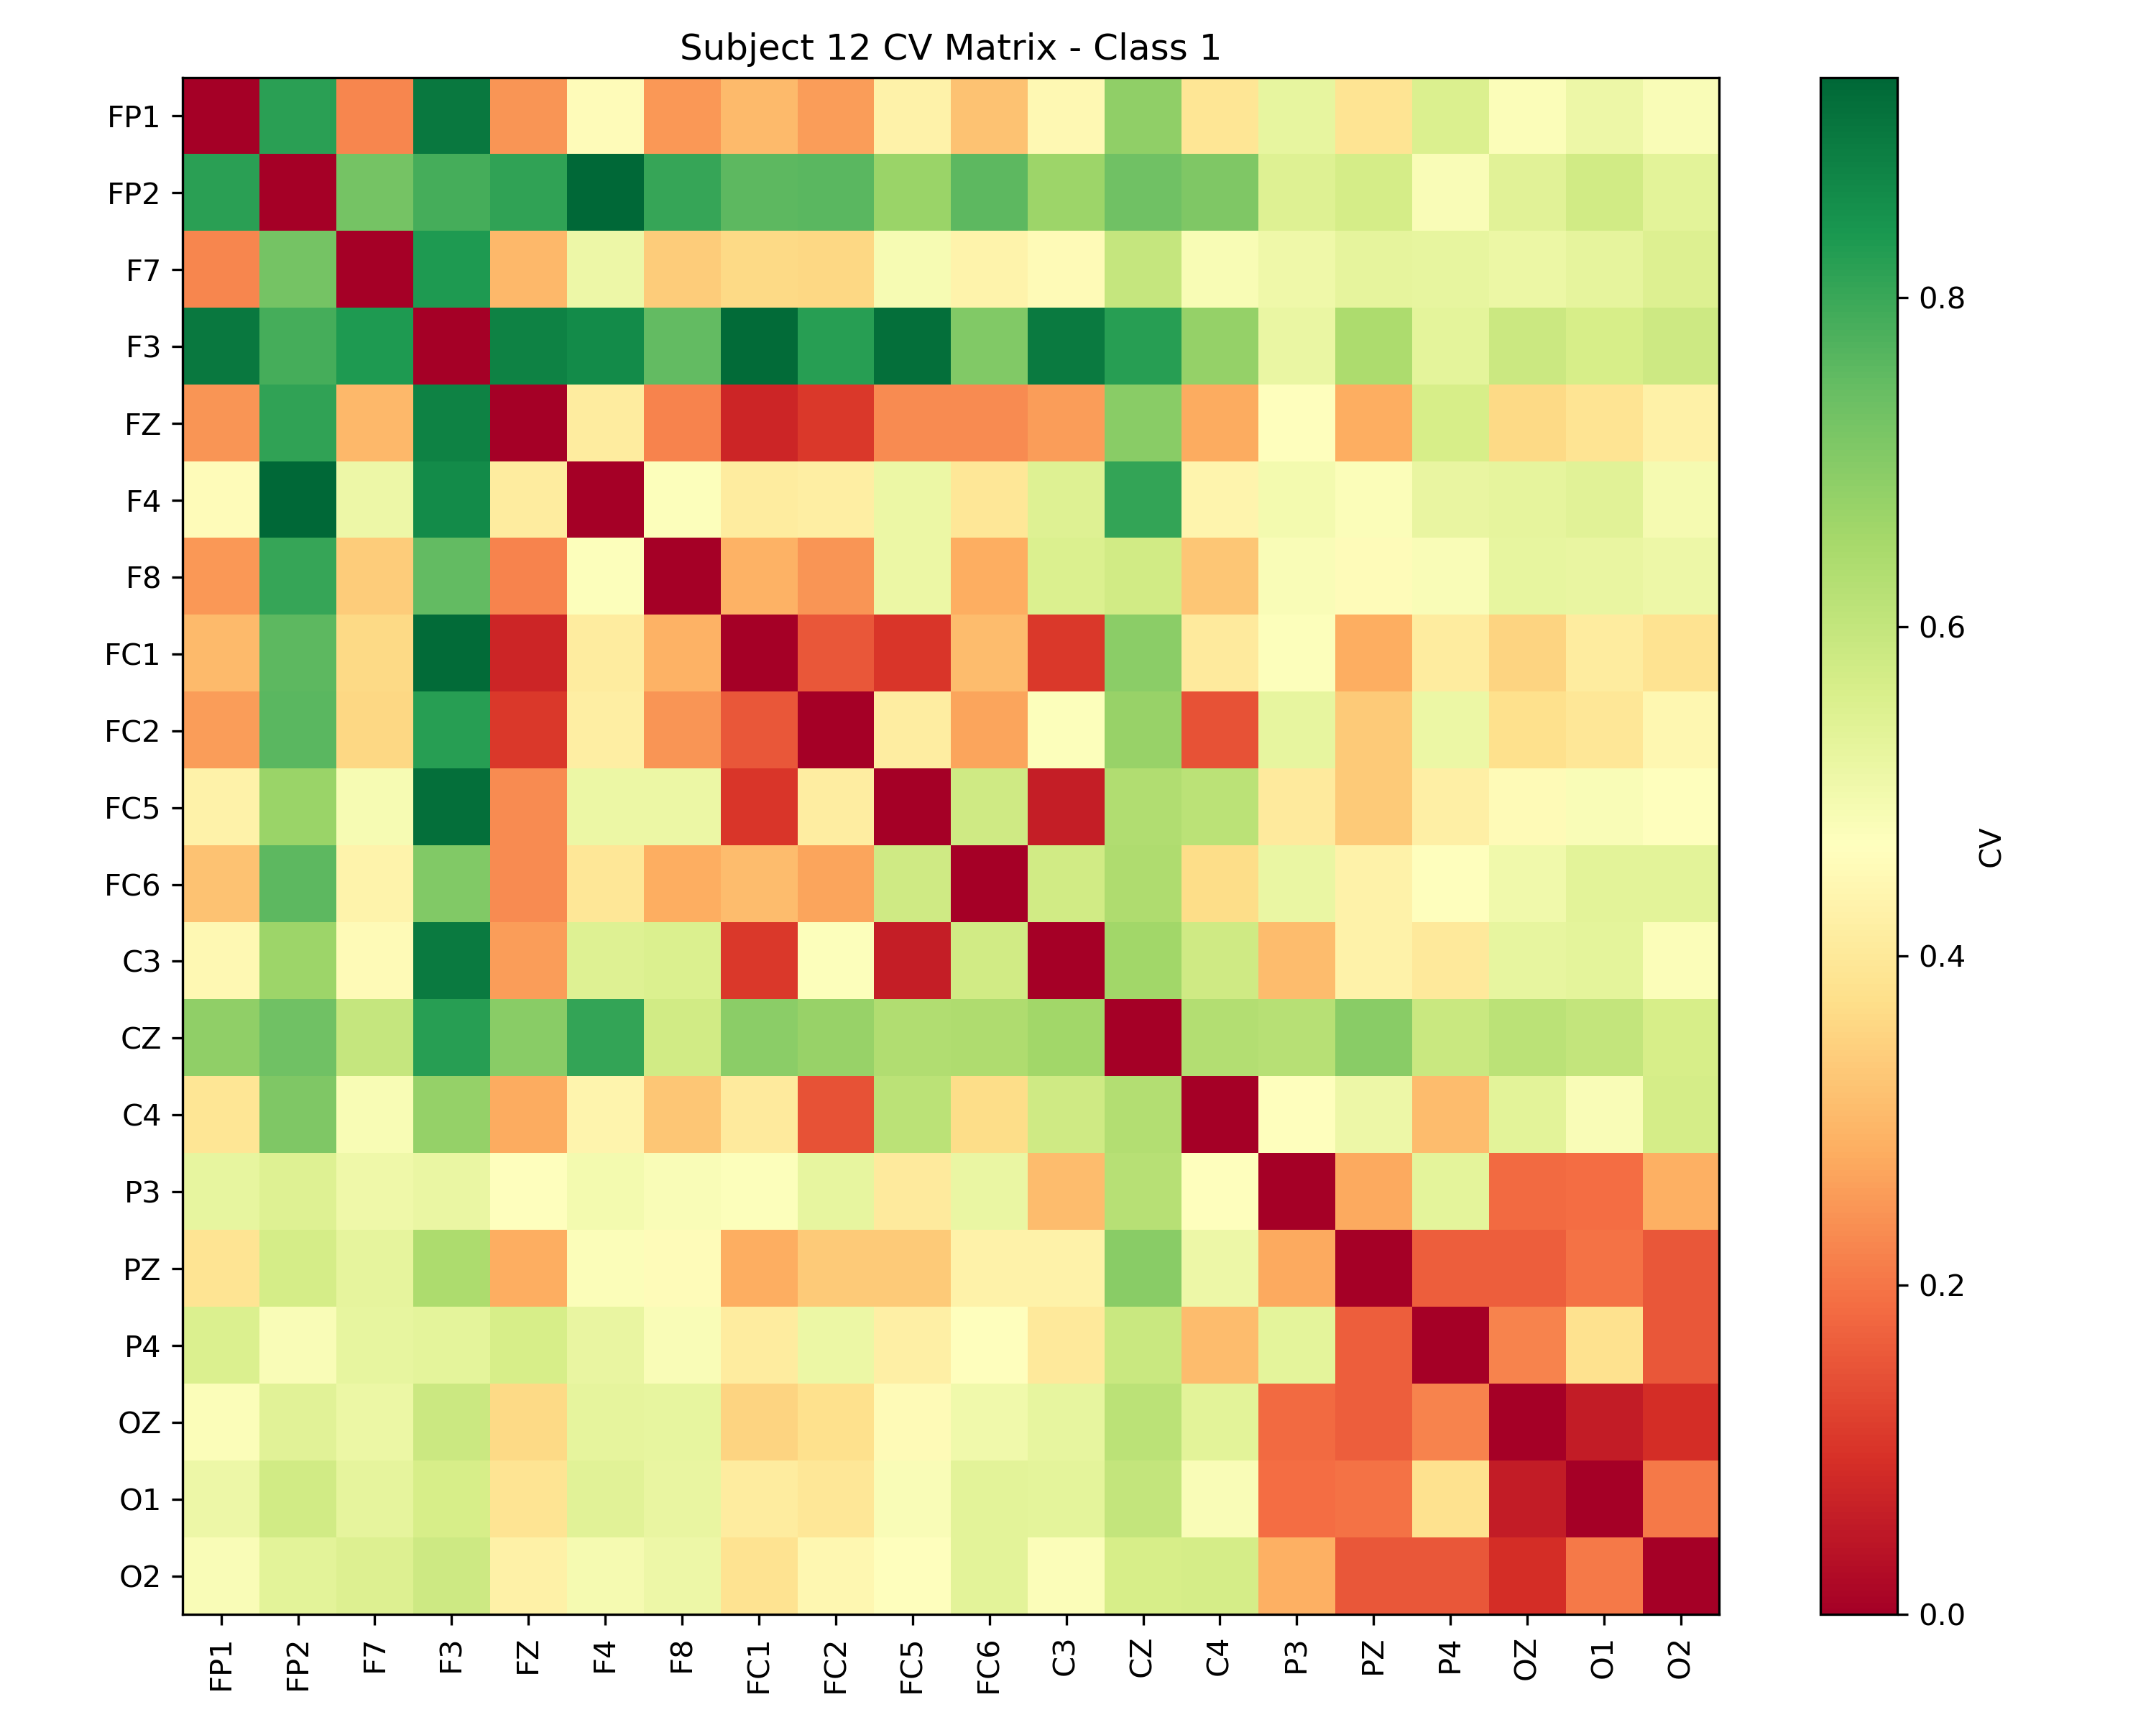 Subject 12 CV Matrix - Class 1
FP1
FP2
F7
F3
FZ
F4
F8
FC1
FC2
FC5
FC6
C3
CZ
C4
P3
PZ
P4
OZ
O1
O2
FP1
FP2
F7
F3
FZ
F4
F8
FC1
FC2
FC5
FC6
C3
CZ
C4
P3
PZ
P4
OZ
O1
O2
0.8
0.6
0.4
0.2
0.0
CV